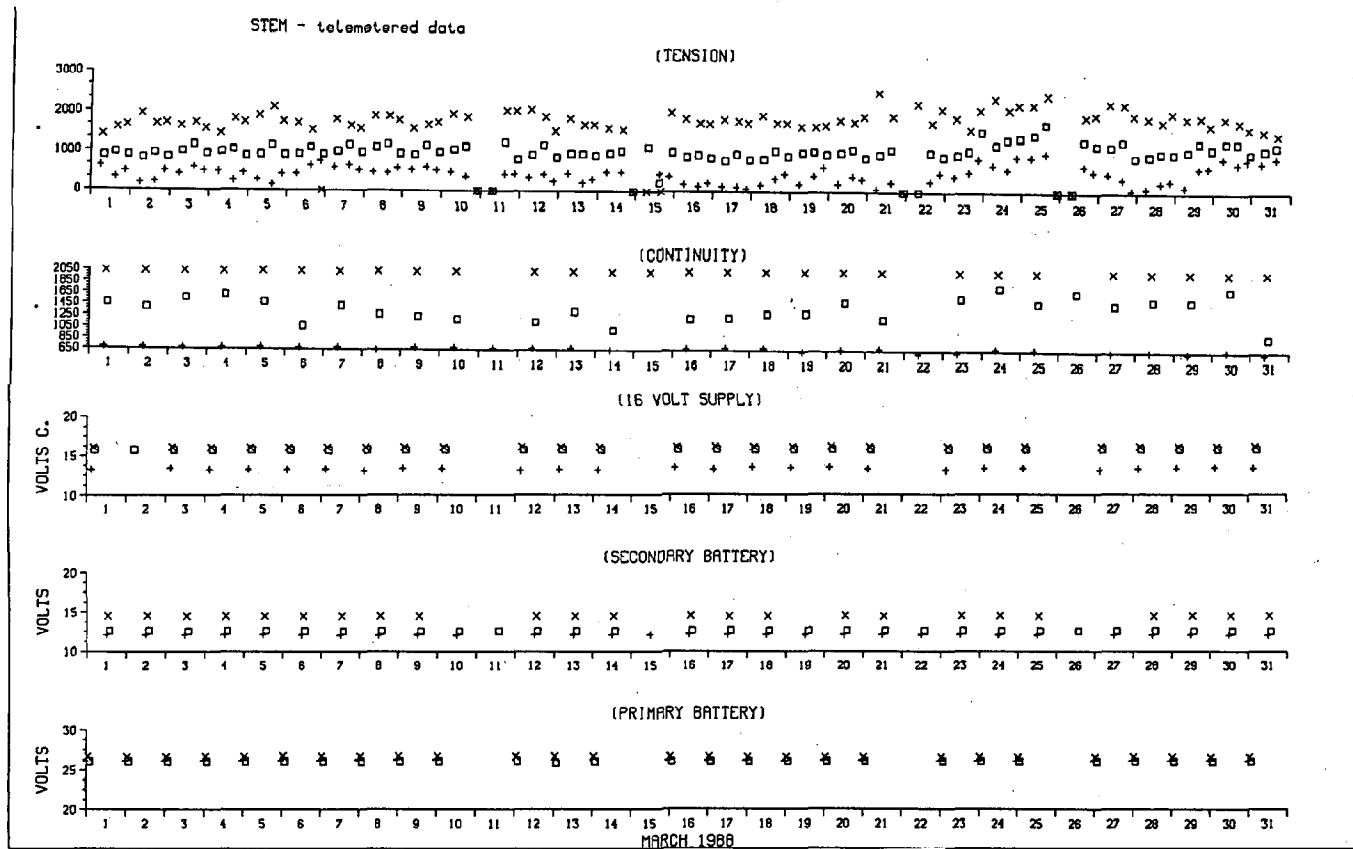 STEM - telemetered data
(TENSION)
3000
2000
1000
0
1 2 3 4 5 6 7 8 9 10 11 12 13 14 15 16 17 18 19 20 21 22 23 24 25 26 27 28 29 30 31
(CONTINUITY)
2050
1850
1650
1450
1250
1050
850
650
1 2 3 4 5 6 7 8 9 10 11 12 13 14 15 16 17 18 19 20 21 22 23 24 25 26 27 28 29 30 31
(16 VOLT SUPPLY)
VOLTS C.
20
15
10
1 2 3 4 5 6 7 8 9 10 11 12 13 14 15 16 17 18 19 20 21 22 23 24 25 26 27 28 29 30 31
(SECONDARY BATTERY)
VOLTS
20
15
10
1 2 3 4 5 6 7 8 9 10 11 12 13 14 15 16 17 18 19 20 21 22 23 24 25 26 27 28 29 30 31
(PRIMARY BATTERY)
VOLTS
30
25
20
1 2 3 4 5 6 7 8 9 10 11 12 13 14 15 16 17 18 19 20 21 22 23 24 25 26 27 28 29 30 31
MARCH 1988